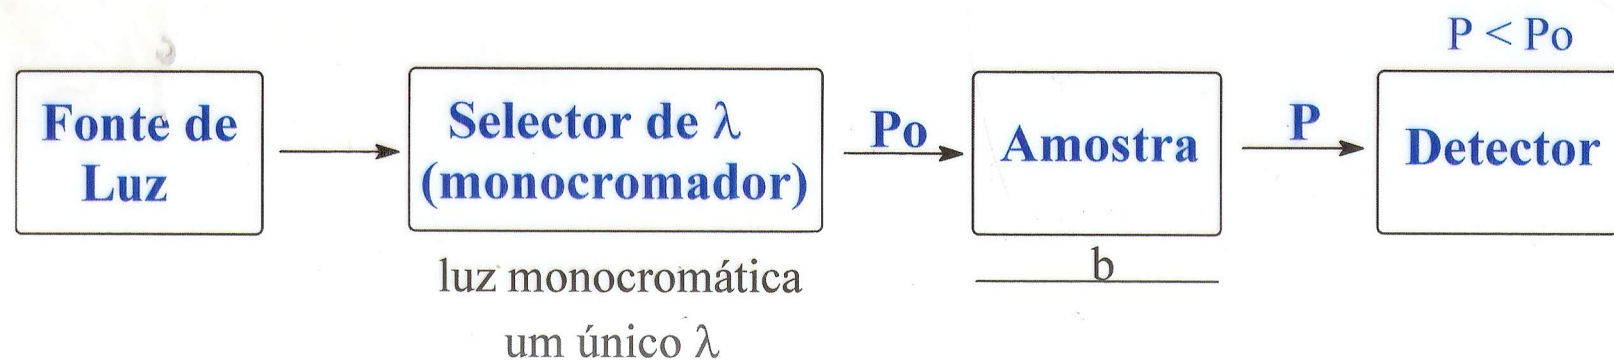 P < Po
Fonte de
Luz
Selector de λ
(monocromador)
Po
Amostra
P
Detector
b
luz monocromática
um único λ